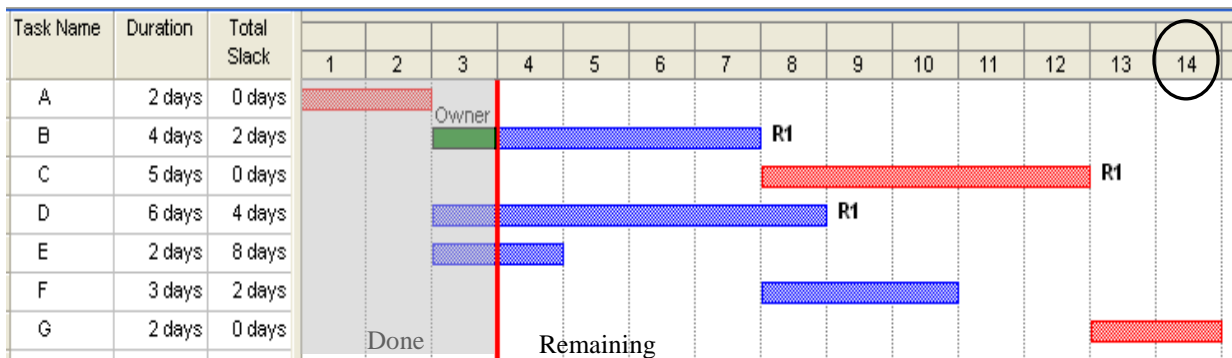 Task Name Duration Total Slack
1 2 3 4 5 6 7 8 9 10 11 12 13 14
A 2 days 0 days
Owner
B 4 days 2 days R1
C 5 days 0 days R1
D 6 days 4 days R1
E 2 days 8 days
F 3 days 2 days
G 2 days 0 days
Done Remaining